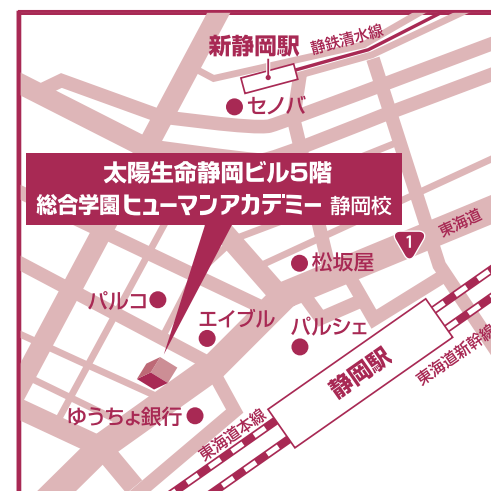 新静岡駅
静鉄清水線
セノバ
太陽生命静岡ビル5階
総合学園ヒューマンアカデミー 静岡校
東海道
1
松坂屋
パルコ
エイブル
パルシェ
静岡駅
東海道新幹線
ゆうちょ銀行
東海道本線